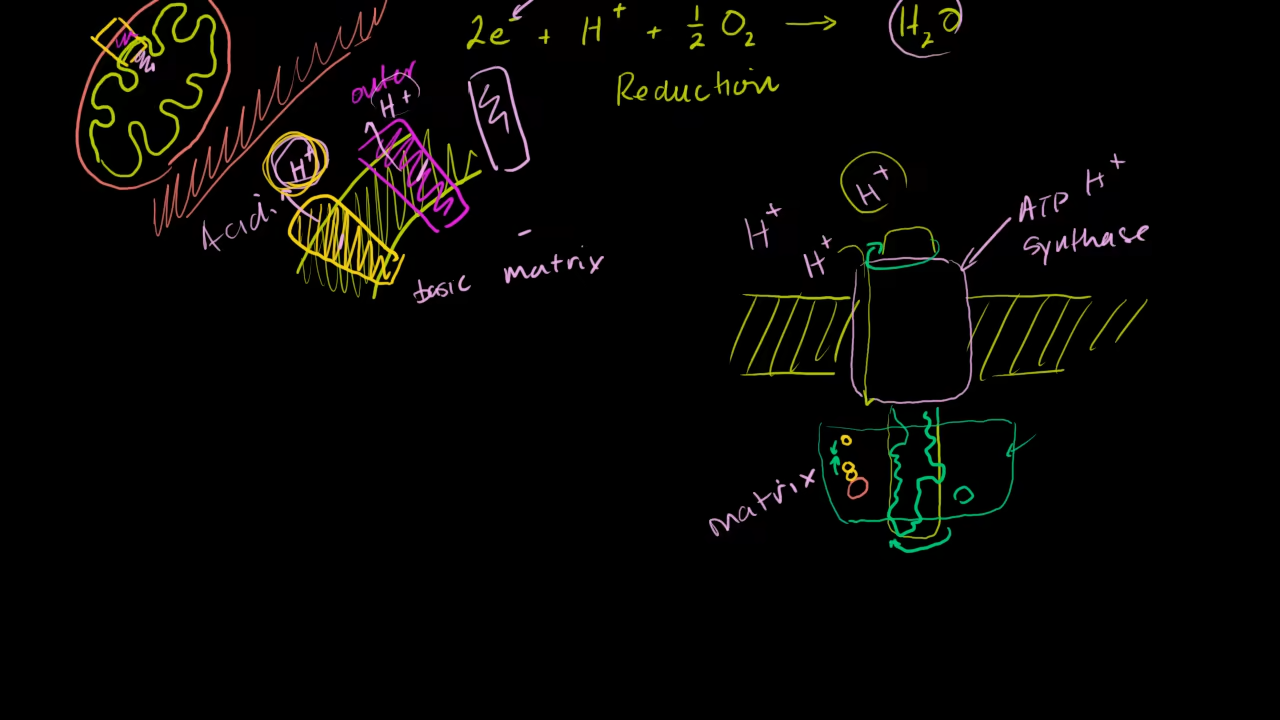 2e⁻ + H⁺ + ½ O₂ → H₂O
Reduction
outer
H⁺
H⁺
Acid.
basic matrix
-
H⁺
H⁺
H⁺
ATP H⁺
synthase
matrix